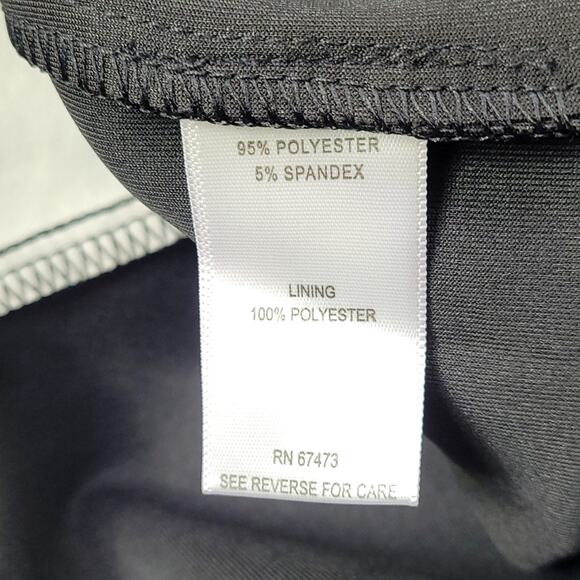 95% POLYESTER
5% SPANDEX
LINING
100% POLYESTER
RN 67473
SEE REVERSE FOR CARE